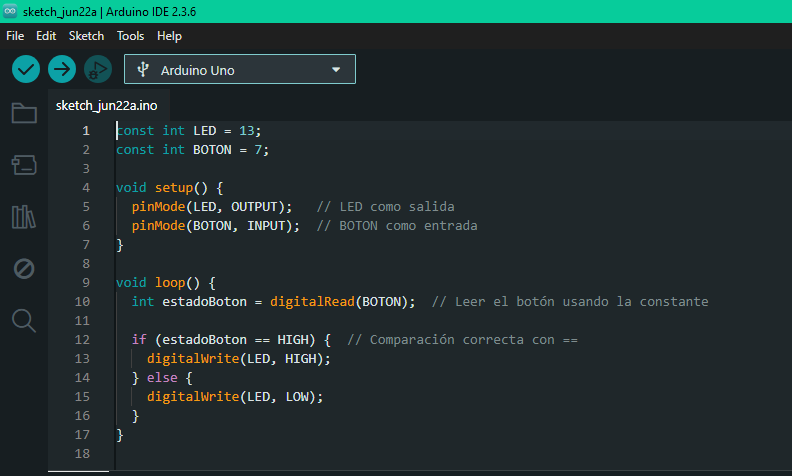 sketch_jun22a | Arduino IDE 2.3.6
File Edit Sketch Tools Help
Arduino Uno
sketch_jun22a.ino
1 const int LED = 13;
2 const int BOTON = 7;
3
4 void setup() {
5 pinMode(LED, OUTPUT); // LED como salida
6 pinMode(BOTON, INPUT); // BOTON como entrada
7 }
8
9 void loop() {
10 int estadoBoton = digitalRead(BOTON); // Leer el botón usando la constante
11
12 if (estadoBoton == HIGH) { // Comparación correcta con ==
13 digitalWrite(LED, HIGH);
14 } else {
15 digitalWrite(LED, LOW);
16 }
17 }
18